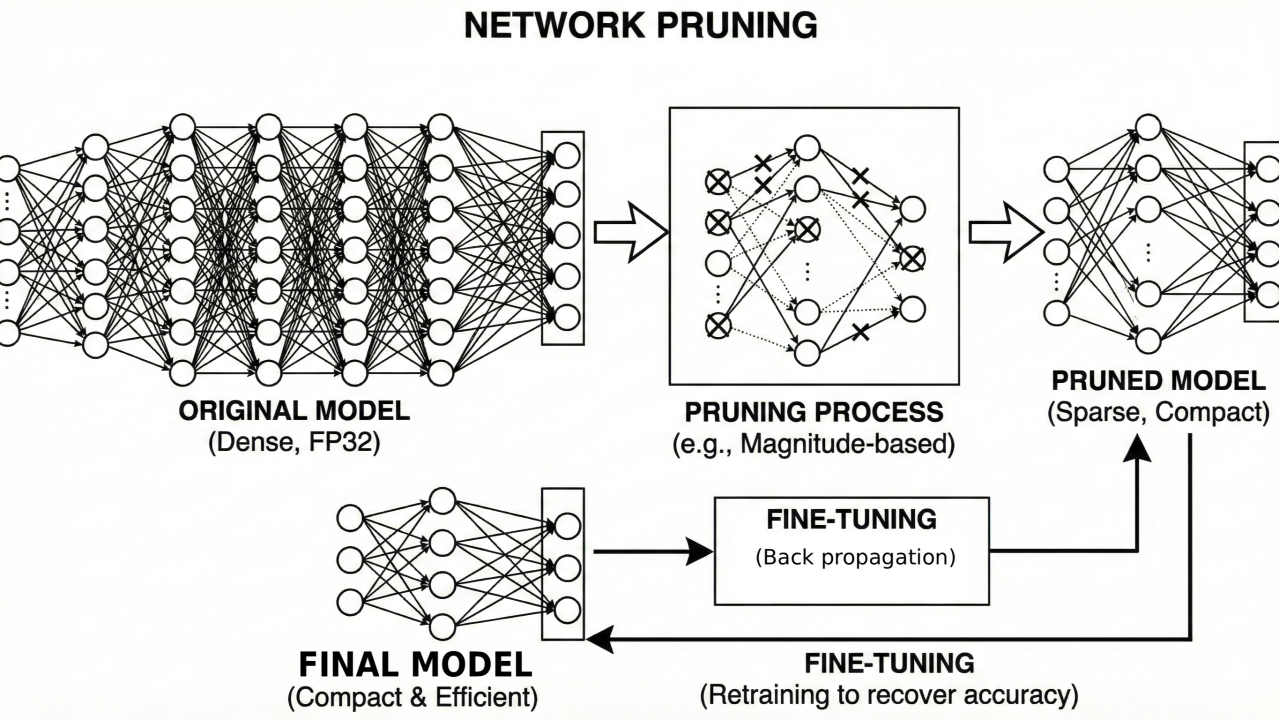 NETWORK PRUNING
ORIGINAL MODEL
(Dense, FP32)
PRUNING PROCESS
(e.g., Magnitude-based)
PRUNED MODEL
(Sparse, Compact)
FINE-TUNING
(Back propagation)
FINAL MODEL
(Compact & Efficient)
FINE-TUNING
(Retraining to recover accuracy)